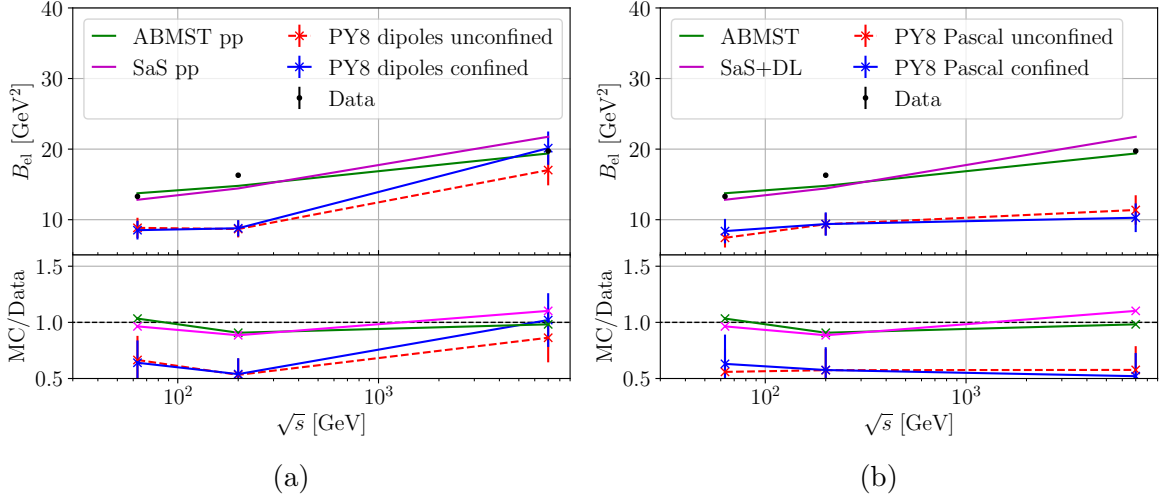 40
30
20
10
B_el [GeV²]
ABMST pp
SaS pp
PY8 dipoles unconfined
PY8 dipoles confined
Data
1.5
1.0
0.5
MC/Data
10² 10³
√s [GeV]
(a)
40
30
20
10
B_el [GeV²]
ABMST
SaS+DL
PY8 Pascal unconfined
PY8 Pascal confined
Data
1.5
1.0
0.5
MC/Data
10² 10³
√s [GeV]
(b)